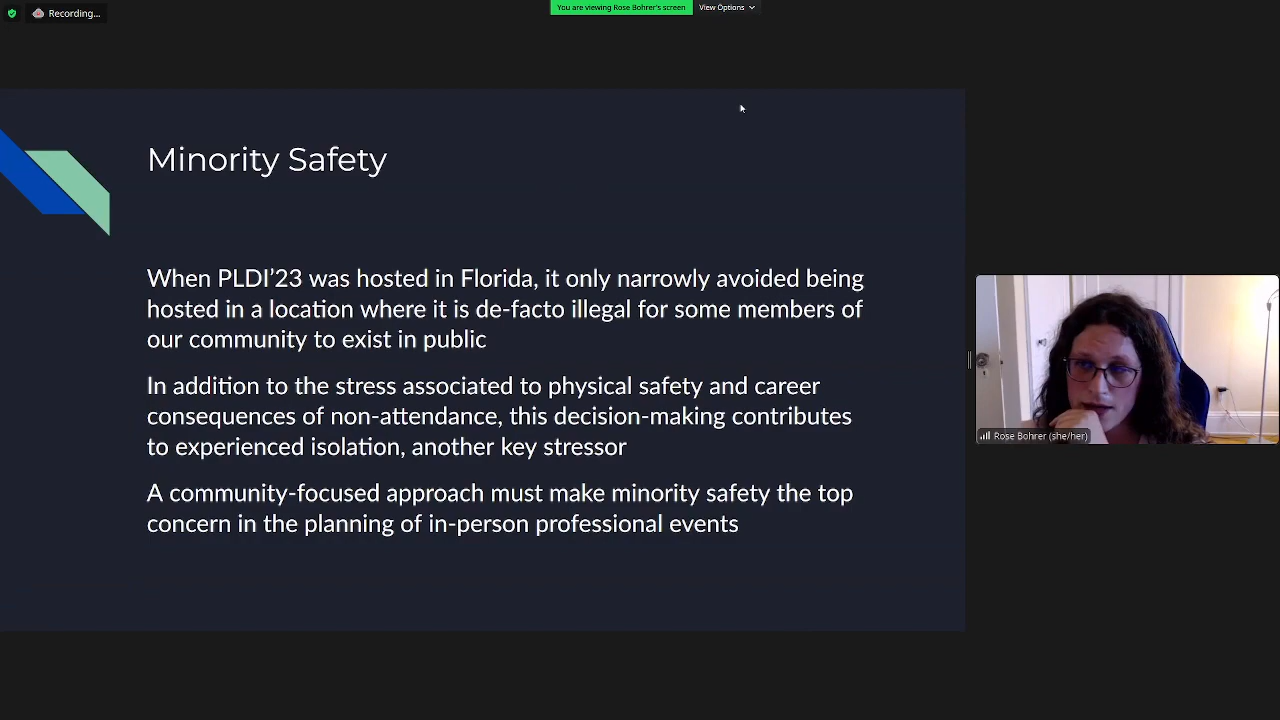 Recording...
You are viewing Rose Bohrer's screen
View Options
Minority Safety
When PLDI’23 was hosted in Florida, it only narrowly avoided being
hosted in a location where it is de-facto illegal for some members of
our community to exist in public
In addition to the stress associated to physical safety and career
consequences of non-attendance, this decision-making contributes
to experienced isolation, another key stressor
A community-focused approach must make minority safety the top
concern in the planning of in-person professional events
Rose Bohrer (she/her)